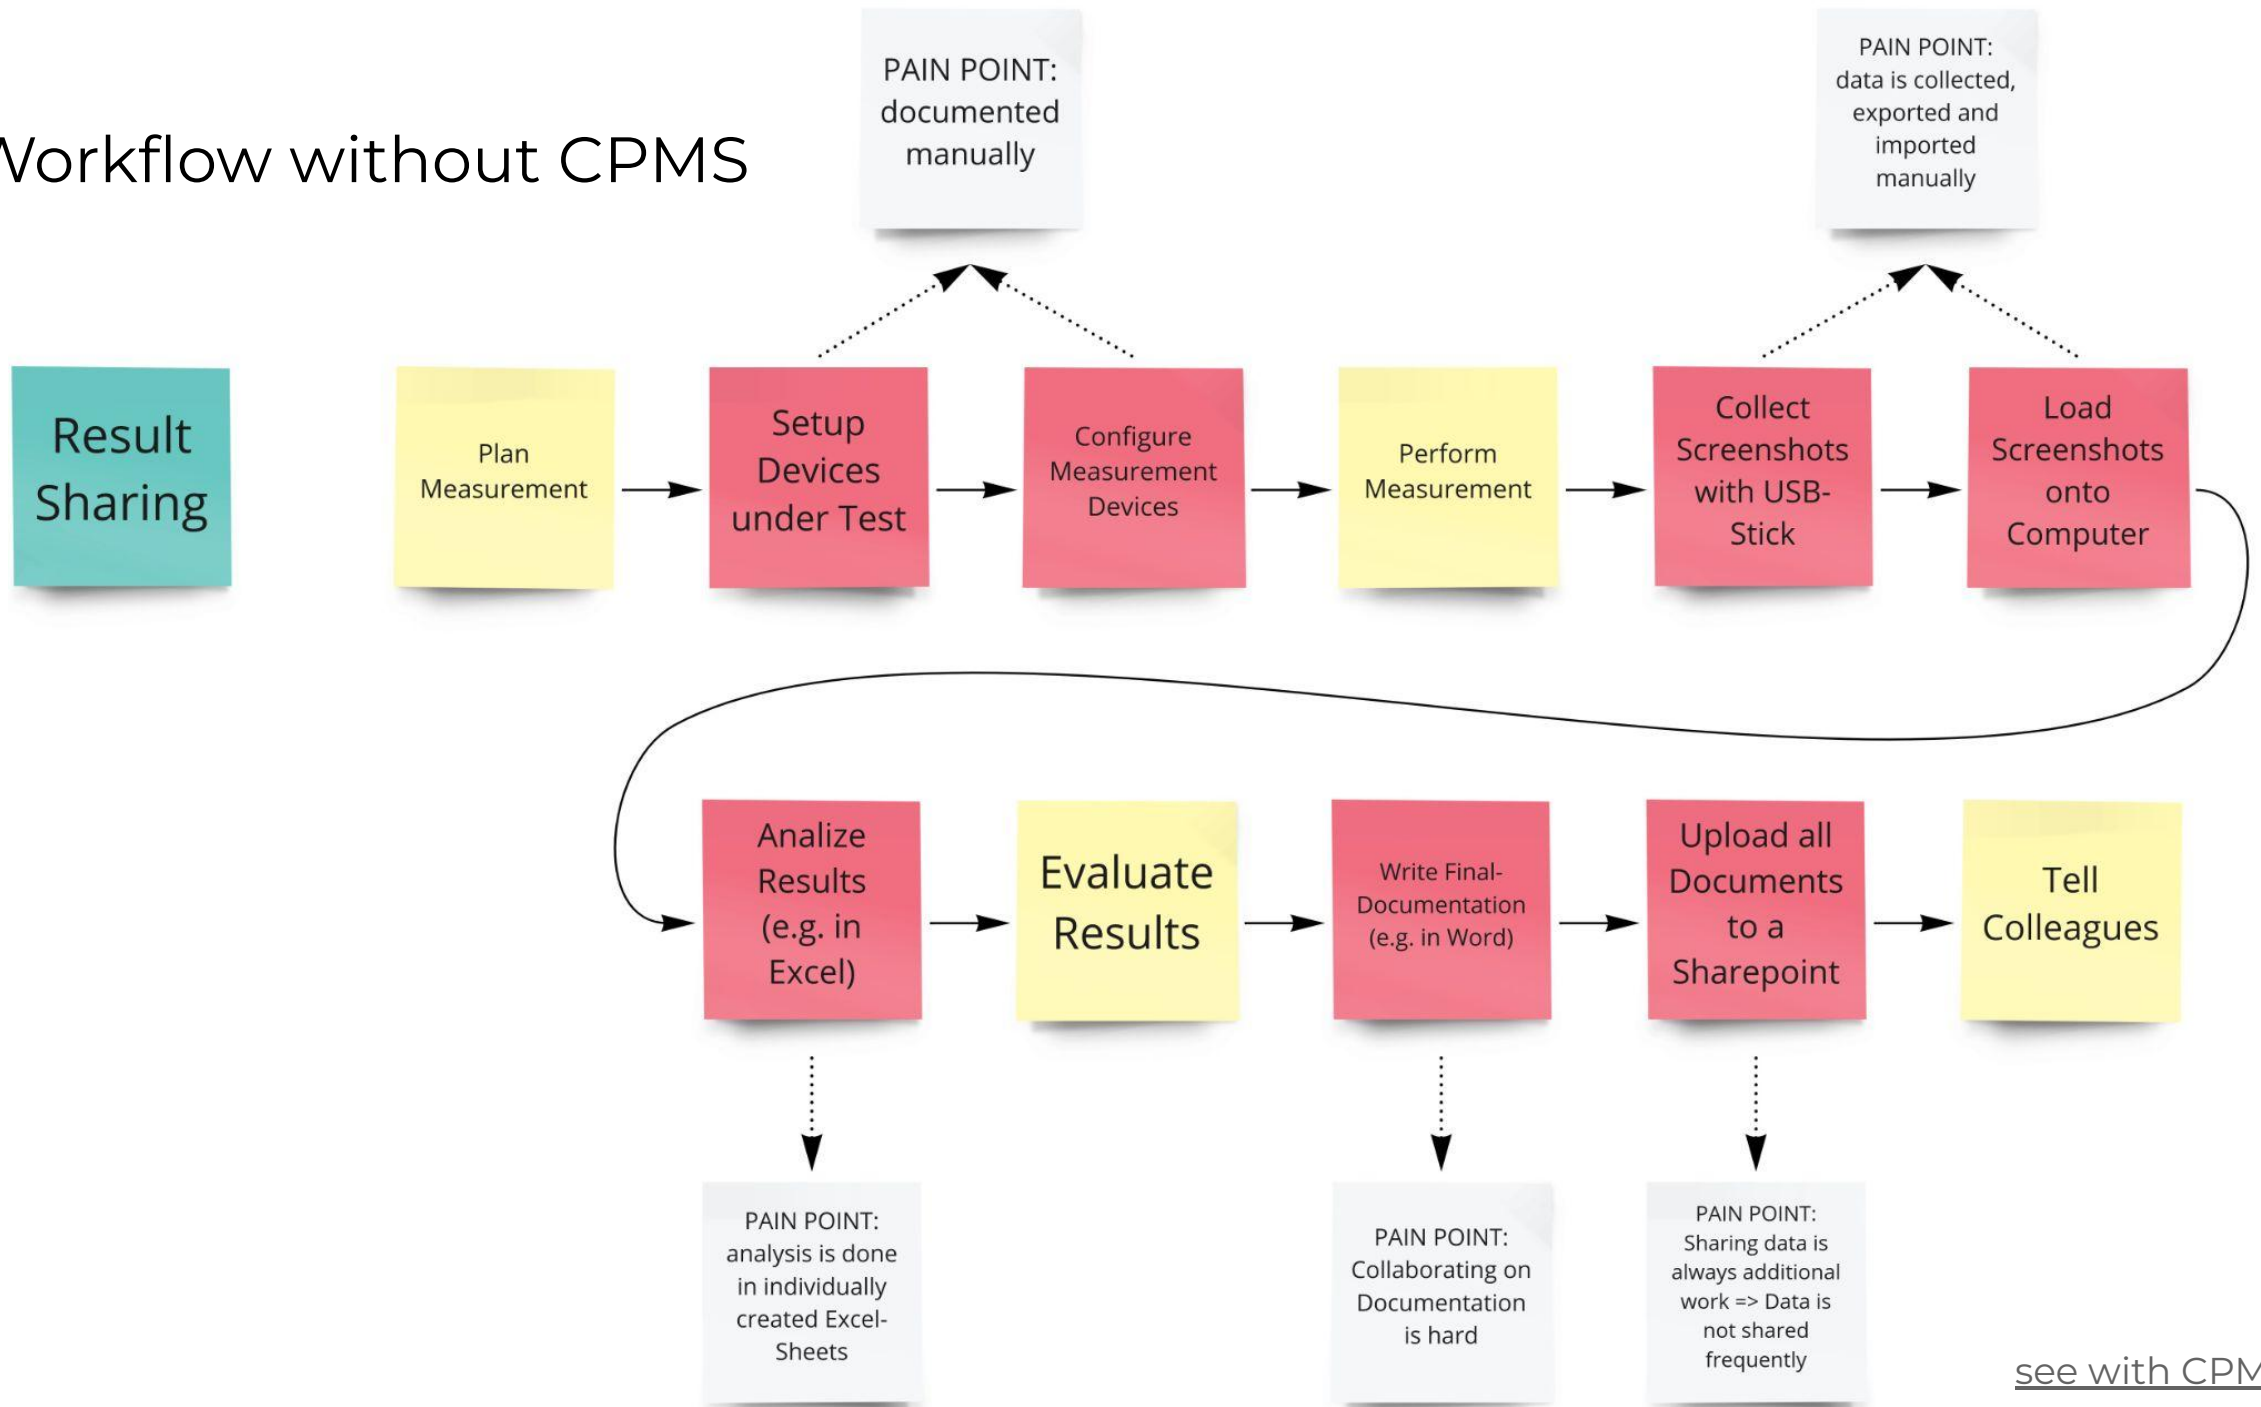 Workflow without CPMS
PAIN POINT:
documented
manually
PAIN POINT:
data is collected,
exported and
imported
manually
Result
Sharing
Plan
Measurement
Setup
Devices
under Test
Configure
Measurement
Devices
Perform
Measurement
Collect
Screenshots
with USB-
Stick
Load
Screenshots
onto
Computer
Analize
Results
(e.g. in
Excel)
Evaluate
Results
Write Final-
Documentation
(e.g. in Word)
Upload all
Documents
to a
Sharepoint
Tell
Colleagues
PAIN POINT:
analysis is done
in individually
created Excel-
Sheets
PAIN POINT:
Collaborating on
Documentation
is hard
PAIN POINT:
Sharing data is
always additional
work => Data is
not shared
frequently
see with CPM